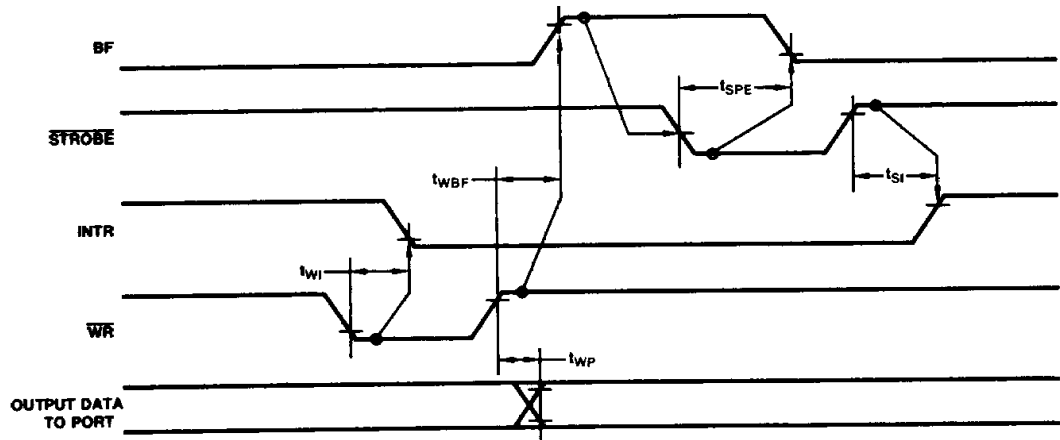 BF
tSPE
STROBE
tWBF
tSI
INTR
tWI
WR
tWP
OUTPUT DATA
TO PORT